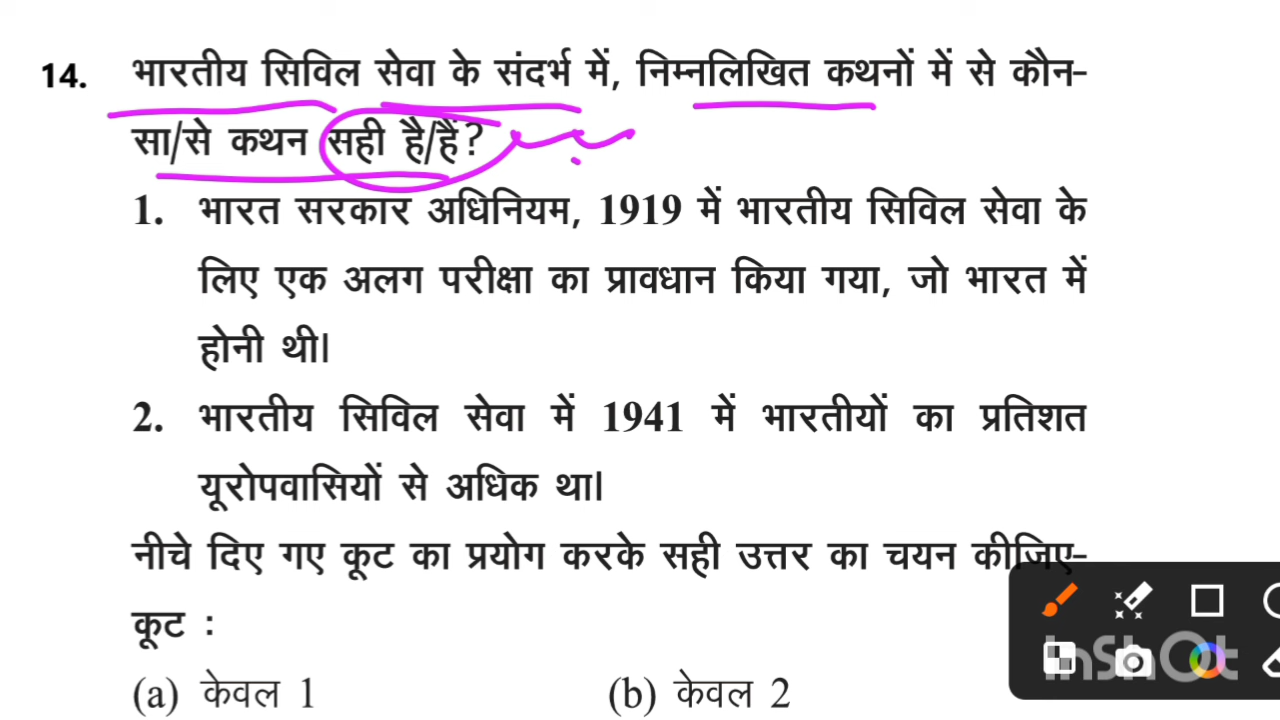 14. भारतीय सिविल सेवा के संदर्भ में, निम्नलिखित कथनों में से कौन-
सा/से कथन सही है/हैं?
1. भारत सरकार अधिनियम, 1919 में भारतीय सिविल सेवा के
लिए एक अलग परीक्षा का प्रावधान किया गया, जो भारत में
होनी थी।
2. भारतीय सिविल सेवा में 1941 में भारतीयों का प्रतिशत
यूरोपवासियों से अधिक था।
नीचे दिए गए कूट का प्रयोग करके सही उत्तर का चयन कीजिए-
कूट :
InShOt
(a) केवल 1 (b) केवल 2